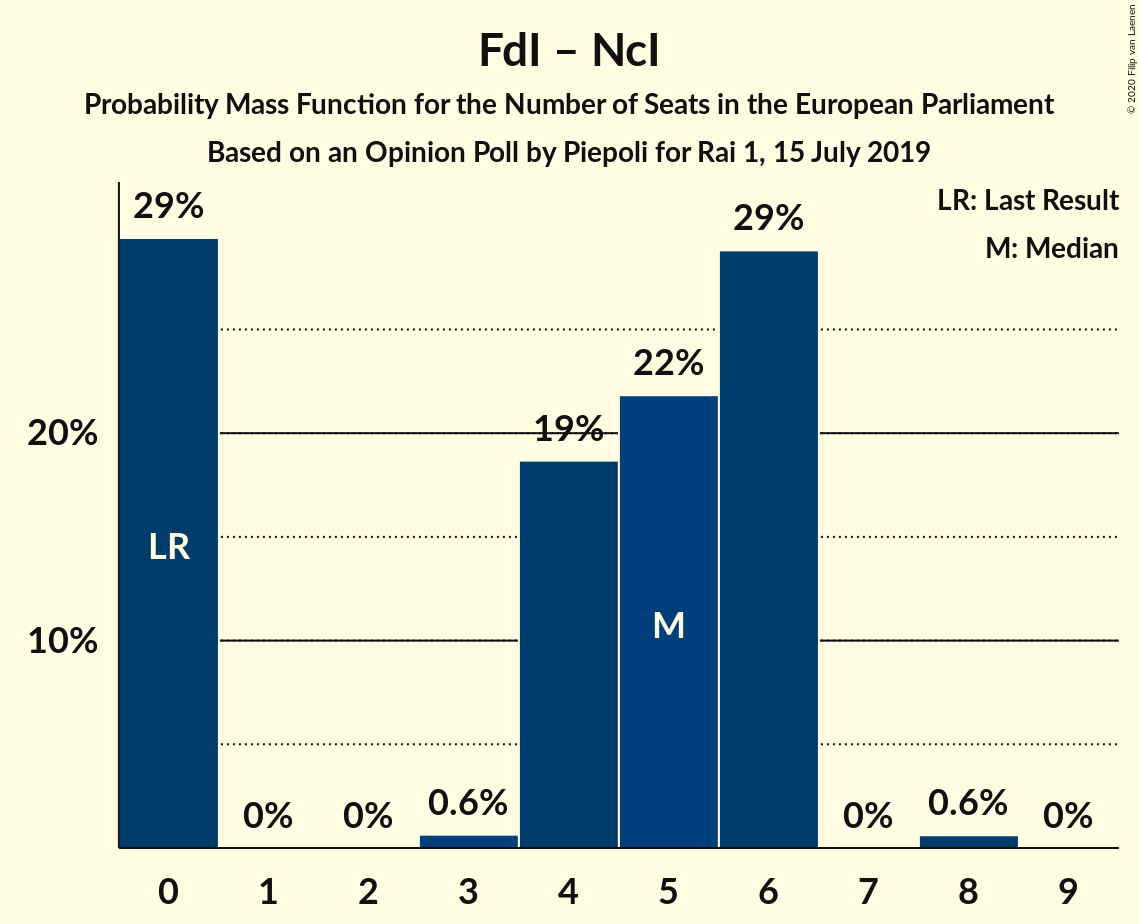 FdI – NcI
Probability Mass Function for the Number of Seats in the European Parliament
Based on an Opinion Poll by Piepoli for Rai 1, 15 July 2019
© 2020 Filip van Laenen
LR: Last Result
M: Median
29%
0%
0%
0.6%
19%
22%
29%
0%
0.6%
0%
LR
M
20%
10%
0 1 2 3 4 5 6 7 8 9